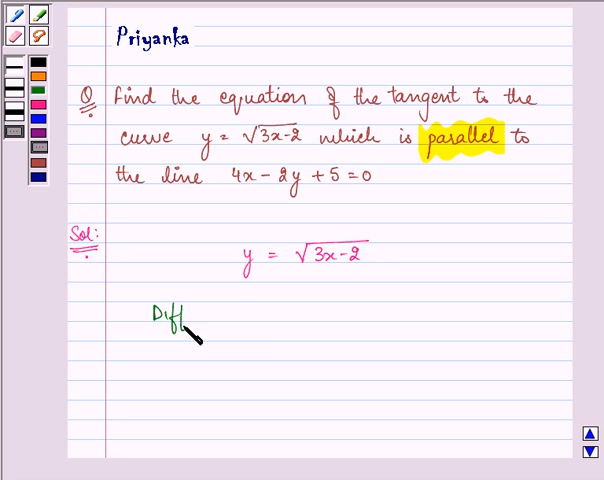 Priyanka
Q Find the equation of the tangent to the
curve y = √3x-2 which is parallel to
the line 4x - 2y + 5 = 0
Sol:
y = √3x-2
Diff